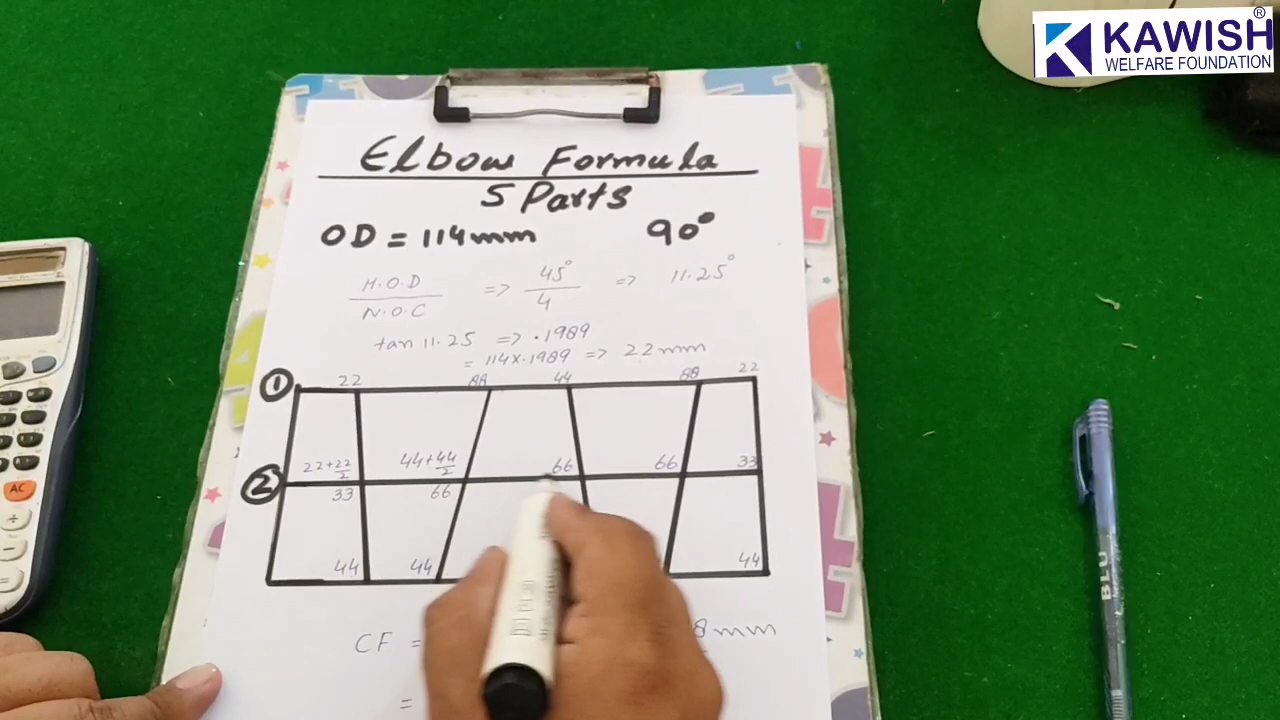 KAWISH®
WELFARE FOUNDATION
Elbow Formula
5 Parts
OD = 114mm 90°
H.O.D / N.O.C => 45° / 4 => 11.25°
tan 11.25 => .1989
= 114x.1989 => 22mm
① 22 88 44 88 22
22+22/2 44+44/2 66 66 33
② 33 66
44 44 44
CF = 8mm
=
AC
BLU